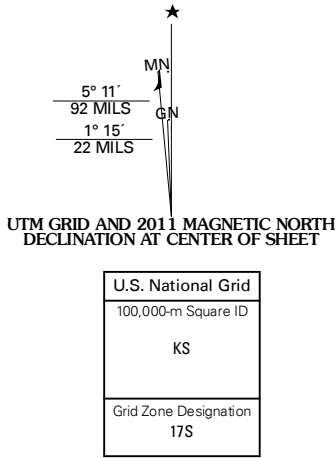 ★
MN
GN
5° 11´
92 MILS
1° 15´
22 MILS
UTM GRID AND 2011 MAGNETIC NORTH
DECLINATION AT CENTER OF SHEET
U.S. National Grid
100,000-m Square ID
KS
Grid Zone Designation
17S